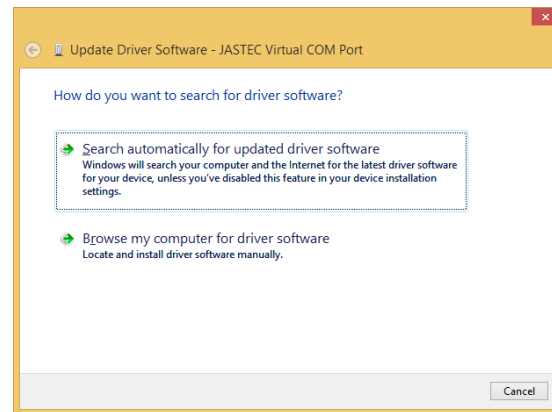 Update Driver Software - JASTEC Virtual COM Port
How do you want to search for driver software?
Search automatically for updated driver software
Windows will search your computer and the Internet for the latest driver software
for your device, unless you've disabled this feature in your device installation
settings.
Browse my computer for driver software
Locate and install driver software manually.
Cancel